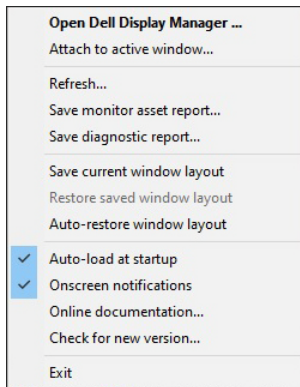 Open Dell Display Manager ...
Attach to active window...
Refresh...
Save monitor asset report...
Save diagnostic report...
Save current window layout
Restore saved window layout
Auto-restore window layout
Auto-load at startup
Onscreen notifications
Online documentation...
Check for new version...
Exit